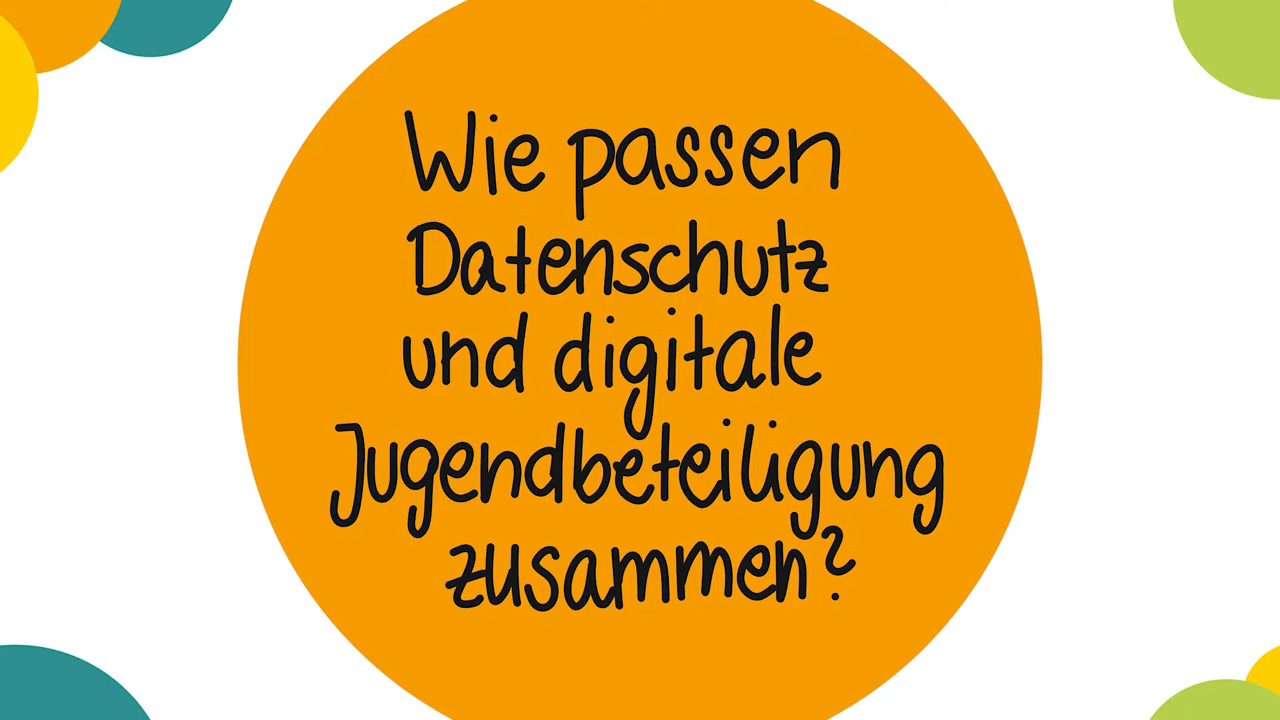 Wie passen
Datenschutz
und digitale
Jugendbeteiligung
zusammen?